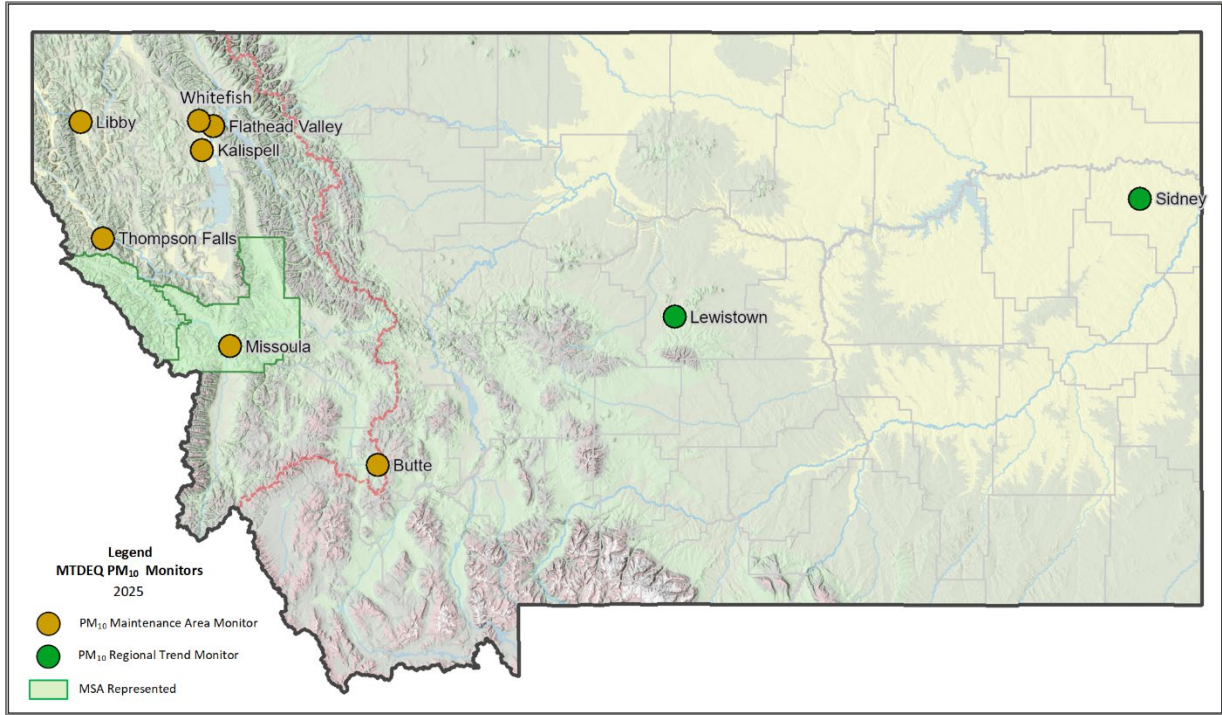 Whitefish
Libby
Flathead Valley
Kalispell
Sidney
Thompson Falls
Lewistown
Missoula
Butte
Legend
MTDEQ PM₁₀ Monitors
2025
PM₁₀ Maintenance Area Monitor
PM₁₀ Regional Trend Monitor
MSA Represented